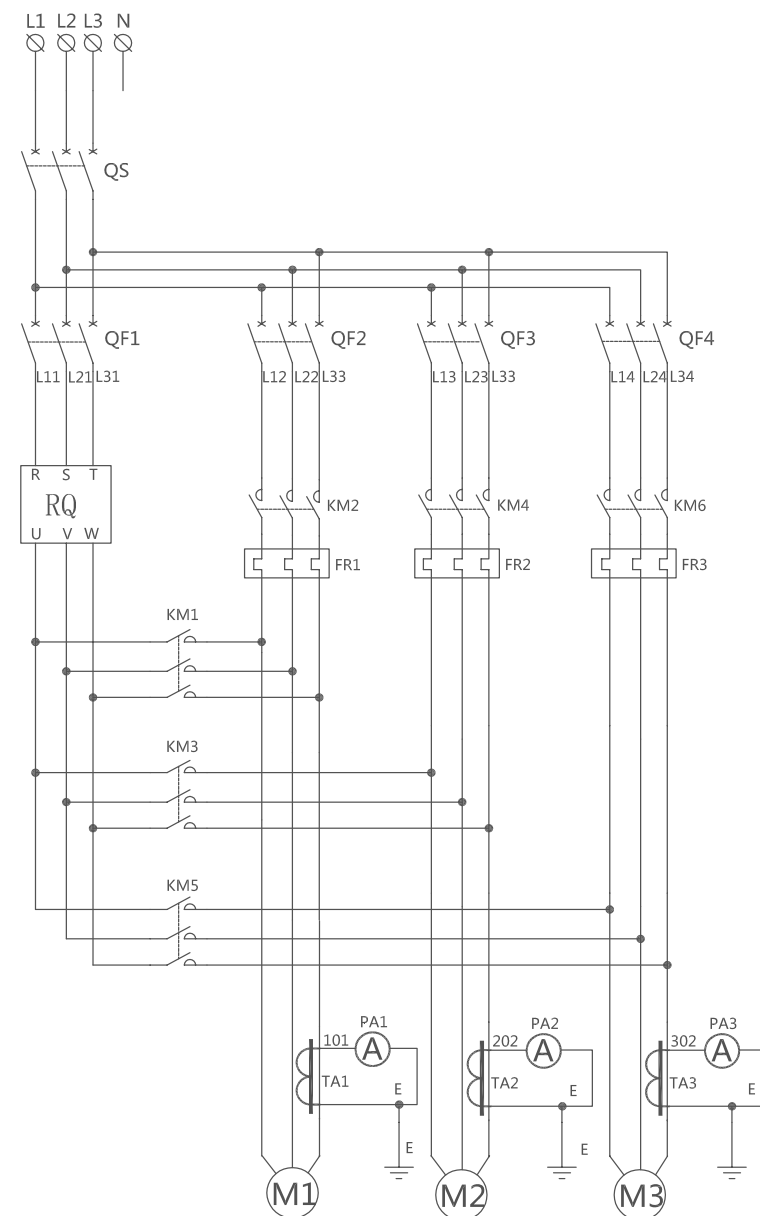 L1 L2 L3 N
QS
QF1 QF2 QF3 QF4
L11 L21 L31 L12 L22 L33 L13 L23 L33 L14 L24 L34
R S T
RQ
U V W
KM2 KM4 KM6
FR1 FR2 FR3
KM1
KM3
KM5
PA1 PA2 PA3
101 A 202 A 302 A
TA1 TA2 TA3
E E E
E E
M1 M2 M3